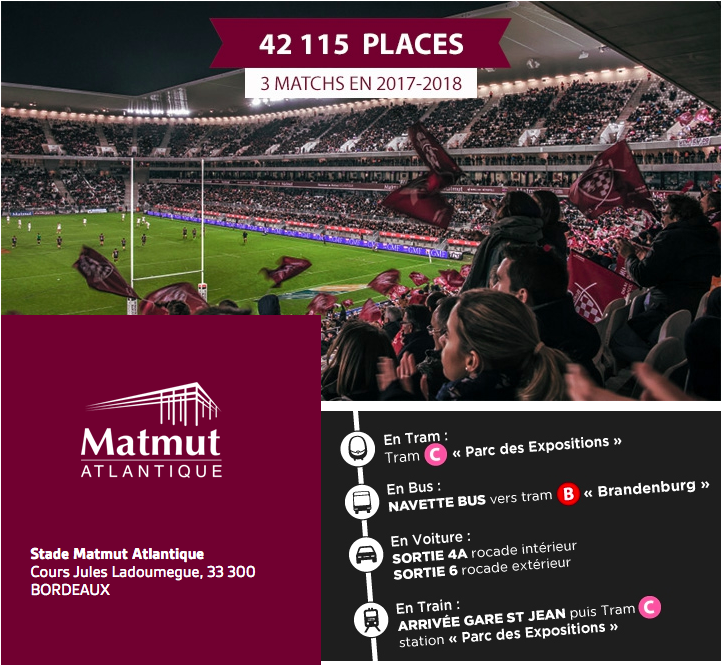 42 115 PLACES
3 MATCHS EN 2017-2018
Matmut
GMF
Matmut
ATLANTIQUE
Stade Matmut Atlantique
Cours Jules Ladoumegue, 33 300
BORDEAUX
En Tram :
Tram C « Parc des Expositions »
En Bus :
NAVETTE BUS vers tram B « Brandenburg »
En Voiture :
SORTIE 4A rocade intérieur
SORTIE 6 rocade extérieur
En Train :
ARRIVÉE GARE ST JEAN puis Tram C
station « Parc des Expositions »